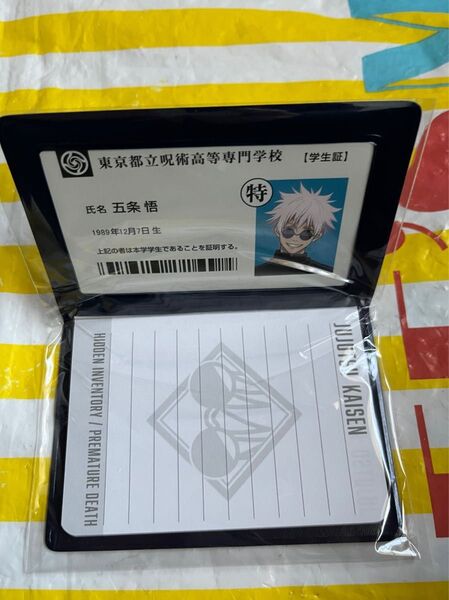 東京都立呪術高等専門学校 【学生証】
特
氏名 五条 悟
1989年12月7日 生
上記の者は本学学生であることを証明する。
JUJUTSU KAISEN
HIDDEN INVENTORY / PREMATURE DEATH